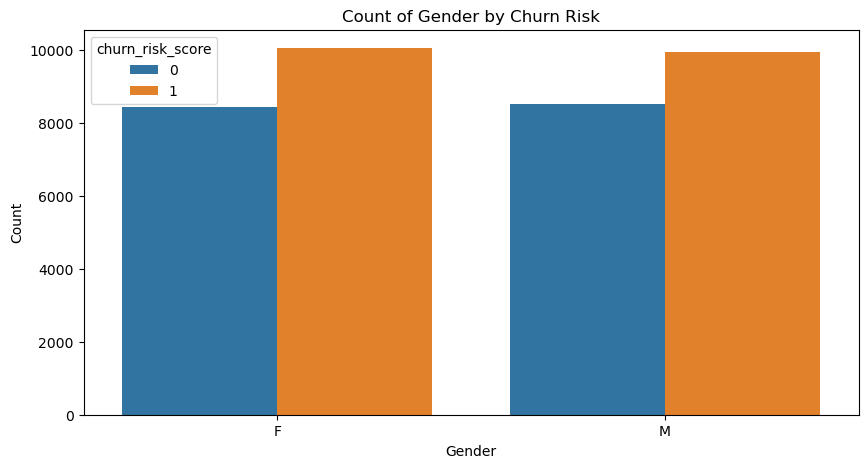 Count of Gender by Churn Risk
churn_risk_score
0
1
10000
8000
6000
4000
2000
0
Count
F
M
Gender